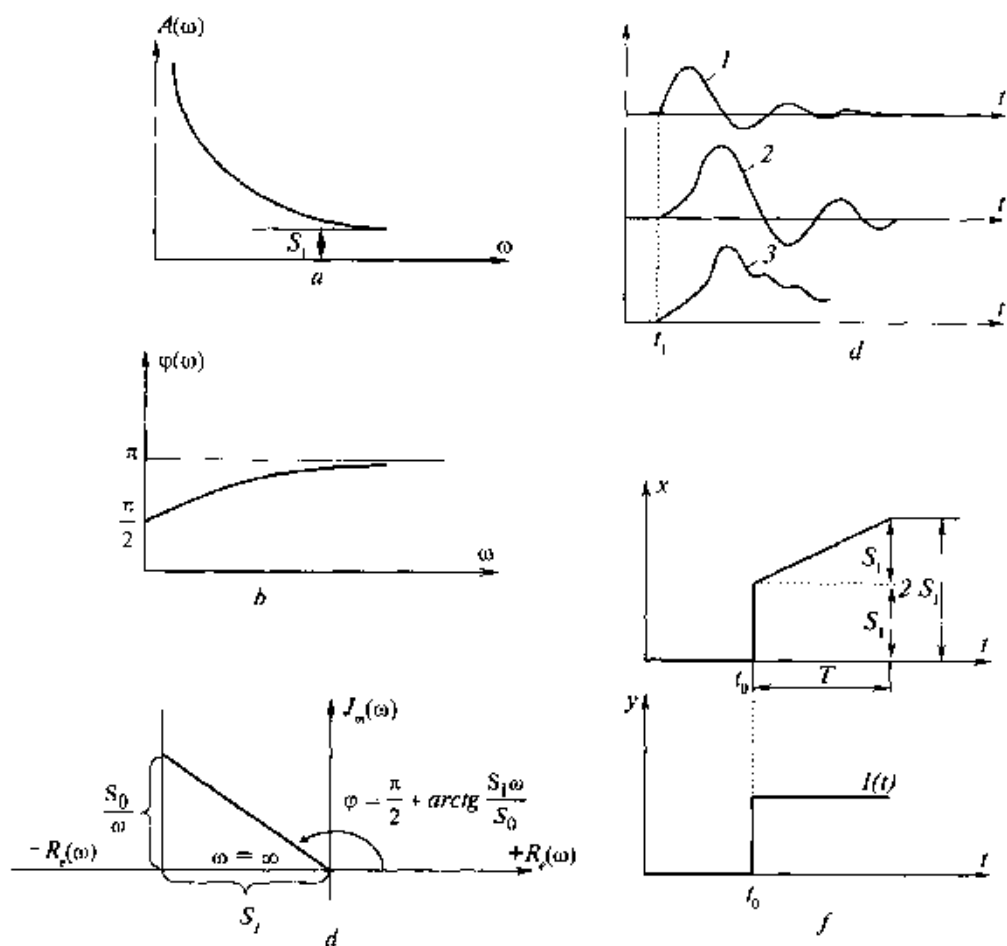 A(ω)
S₁
ω
a
1
t
2
t
3
t
t₁
d
φ(ω)
π
π/2
ω
b
x
S₁
2 S₁
S₁
t
t₀
T
y
1(t)
t
t₀
f
Jₘ(ω)
S₀/ω
φ = π/2 + arctg S₁ω/S₀
− Rₑ(ω)
ω = ∞
+Rₑ(ω)
S₁
d